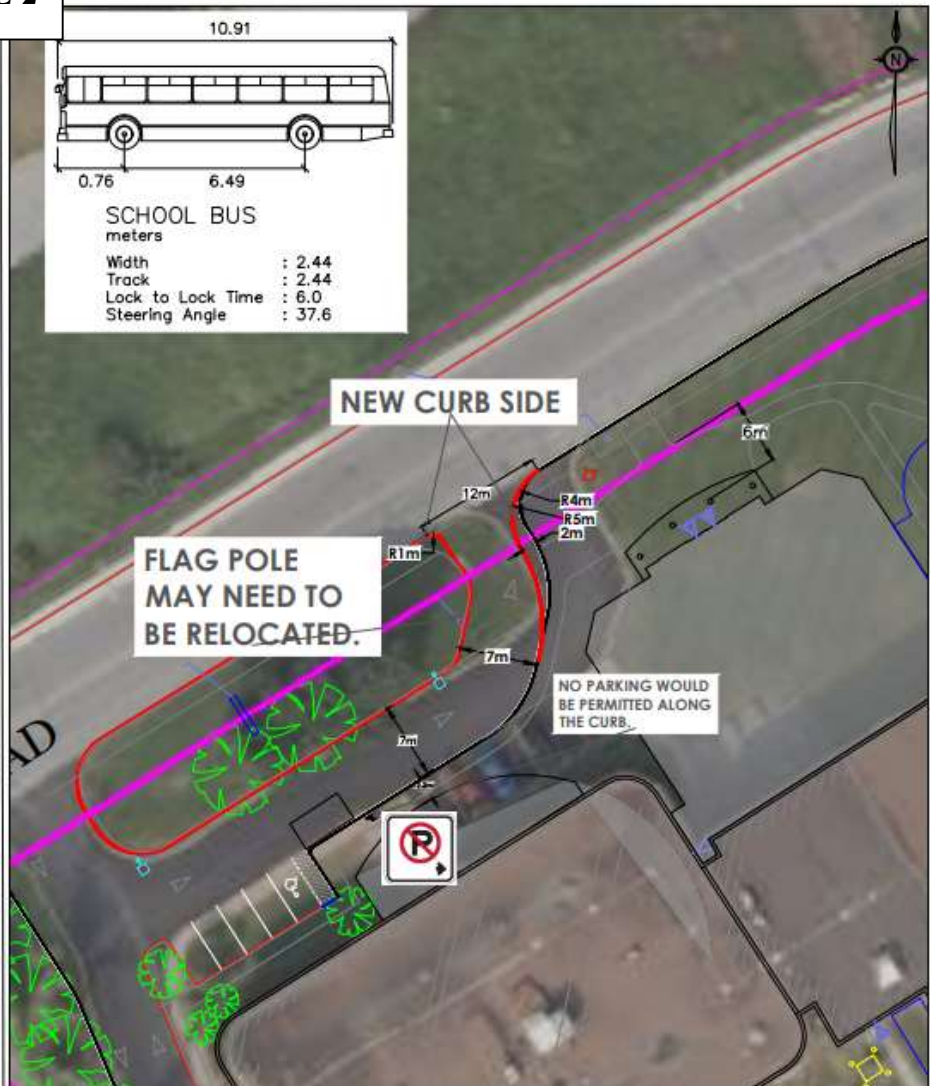 10.91
0.76
6.49
SCHOOL BUS
meters
Width : 2.44
Track : 2.44
Lock to Lock Time : 6.0
Steering Angle : 37.6
N
NEW CURB SIDE
6m
12m
R4m
R5m
2m
R1m
FLAG POLE
MAY NEED TO
BE RELOCATED.
7m
NO PARKING WOULD
BE PERMITTED ALONG
THE CURB.
7m
AD
P